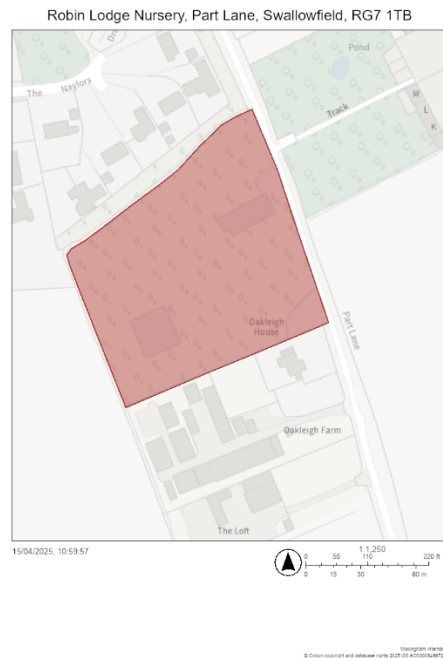 Robin Lodge Nursery, Part Lane, Swallowfield, RG7 1TB
Pond
The Naylors
Track
M
L
K
Oakleigh
House
Part Lane
Oakleigh Farm
The Loft
15/04/2025, 10:59:57
1:1,250
0 55 110 220 ft
0 15 30 60 m